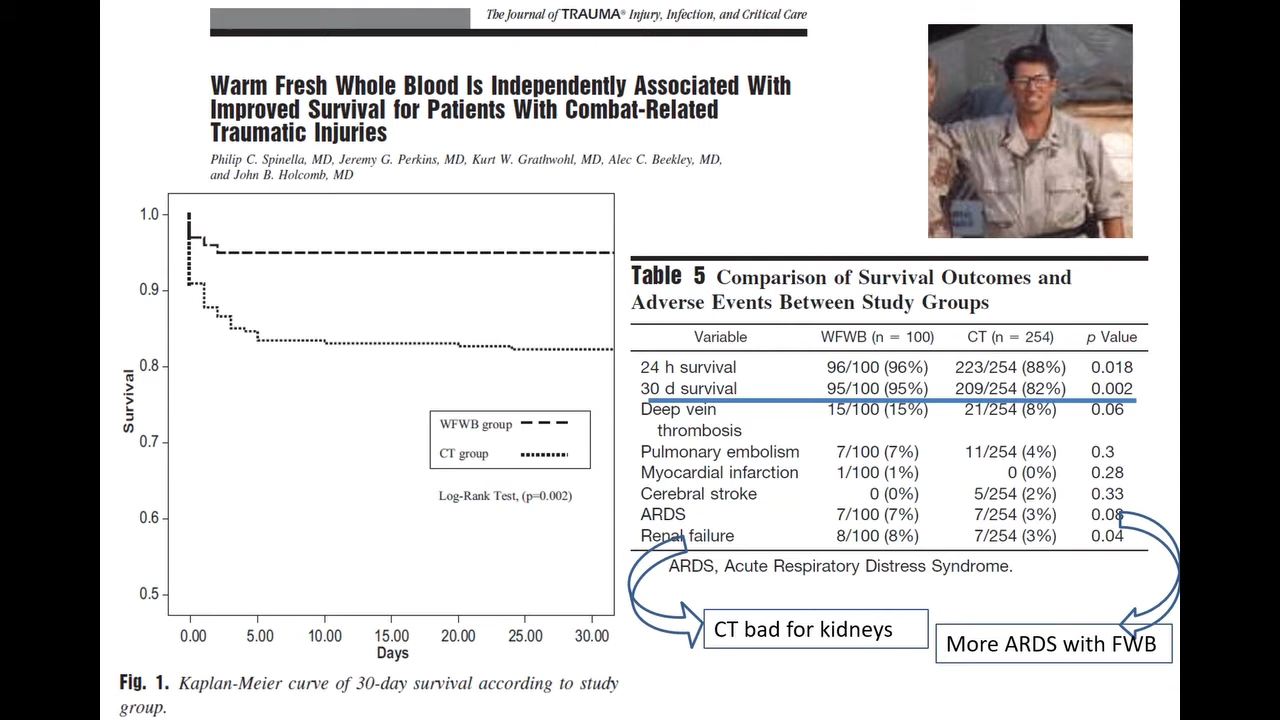 The Journal of TRAUMA® Injury, Infection, and Critical Care
Warm Fresh Whole Blood Is Independently Associated With
Improved Survival for Patients With Combat-Related
Traumatic Injuries
Philip C. Spinella, MD, Jeremy G. Perkins, MD, Kurt W. Grathwohl, MD, Alec C. Beekley, MD,
and John B. Holcomb, MD
1.0
0.9
0.8
0.7
0.6
0.5
Survival
WFWB group
CT group
Log-Rank Test, (p=0.002)
0.00 5.00 10.00 15.00 20.00 25.00 30.00
Days
Fig. 1. Kaplan-Meier curve of 30-day survival according to study
group.
Table 5 Comparison of Survival Outcomes and
Adverse Events Between Study Groups
Variable WFWB (n = 100) CT (n = 254) p Value
24 h survival 96/100 (96%) 223/254 (88%) 0.018
30 d survival 95/100 (95%) 209/254 (82%) 0.002
Deep vein 15/100 (15%) 21/254 (8%) 0.06
thrombosis
Pulmonary embolism 7/100 (7%) 11/254 (4%) 0.3
Myocardial infarction 1/100 (1%) 0 (0%) 0.28
Cerebral stroke 0 (0%) 5/254 (2%) 0.33
ARDS 7/100 (7%) 7/254 (3%) 0.08
Renal failure 8/100 (8%) 7/254 (3%) 0.04
ARDS, Acute Respiratory Distress Syndrome.
CT bad for kidneys
More ARDS with FWB